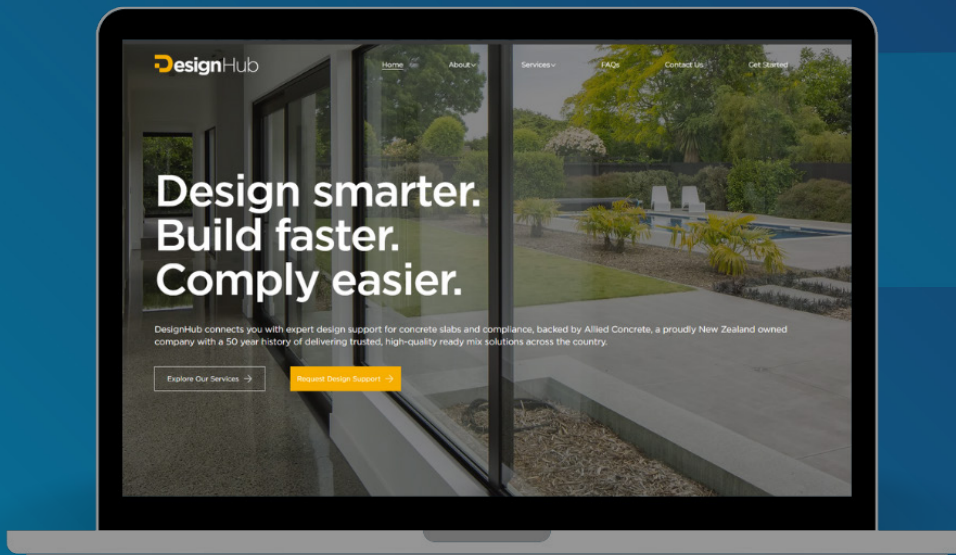 DesignHub
Home
About
Services
FAQs
Contact Us
Get Started
Design smarter.
Build faster.
Comply easier.
DesignHub connects you with expert design support for concrete slabs and compliance, backed by Allied Concrete, a proudly New Zealand owned
company with a 50 year history of delivering trusted, high-quality ready mix solutions across the country.
Explore Our Services →
Request Design Support →